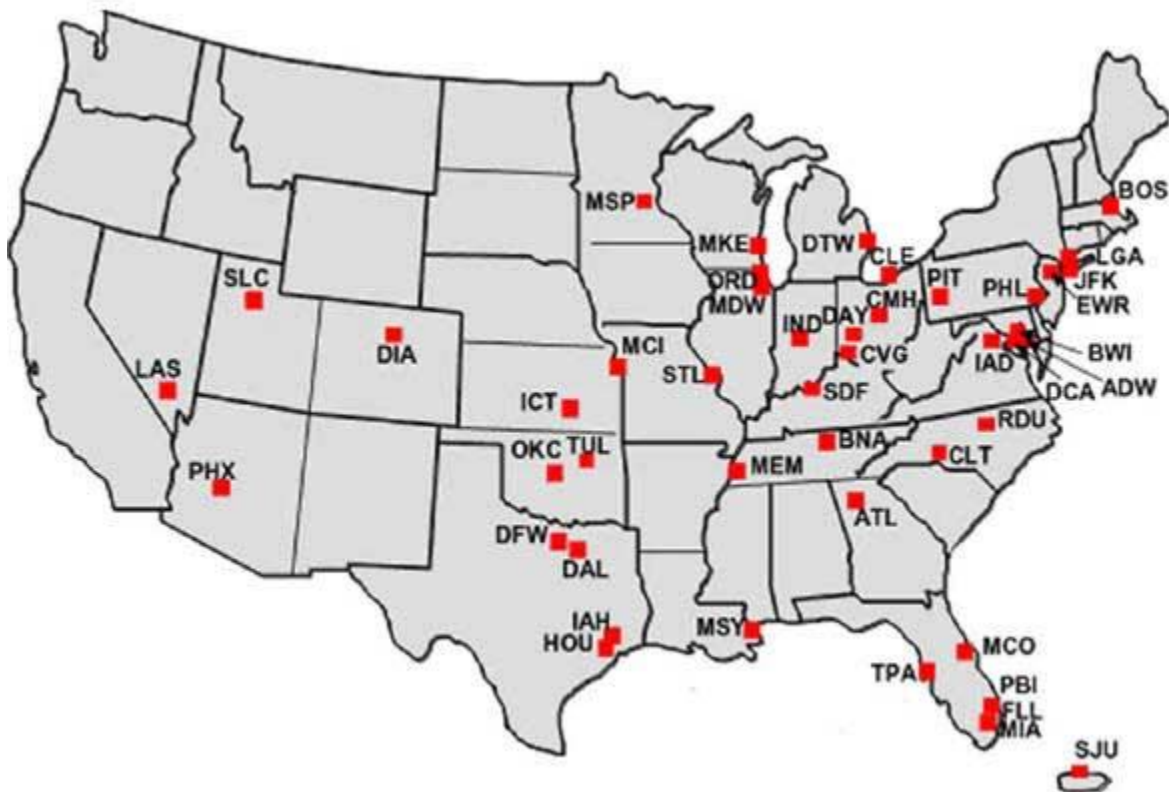 BOS
MSP
MKE
DTW
CLE
LGA
SLC
ORD
PIT
PHL
JFK
MDW
CMH
EWR
DAY
IND
DIA
MCI
CVG
IAD
BWI
LAS
STL
ADW
SDF
DCA
ICT
RDU
OKC
TUL
BNA
CLT
PHX
MEM
ATL
DFW
DAL
IAH
HOU
MSY
MCO
TPA
PBI
FLL
MIA
SJU